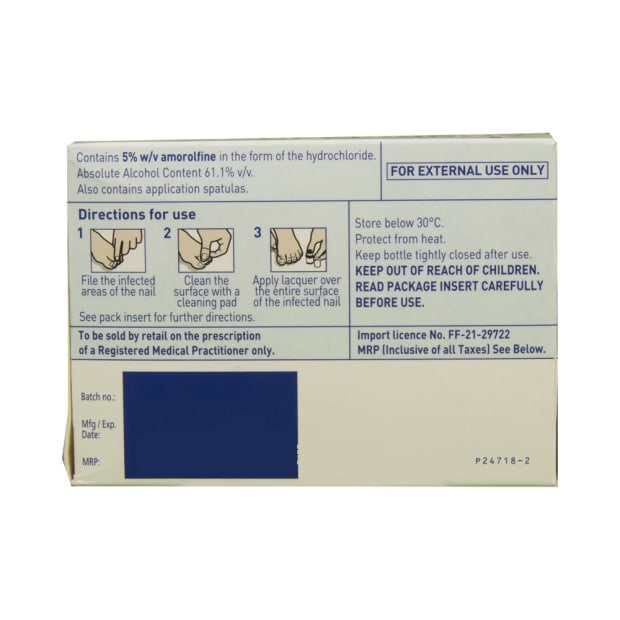 Contains 5% w/v amorolfine in the form of the hydrochloride.
Absolute Alcohol Content 61.1% v/v.
Also contains application spatulas.
FOR EXTERNAL USE ONLY
Directions for use
1
File the infected
areas of the nail
2
Clean the
surface with a
cleaning pad
3
Apply lacquer over
the entire surface
of the infected nail
See pack insert for further directions.
Store below 30°C.
Protect from heat.
Keep bottle tightly closed after use.
KEEP OUT OF REACH OF CHILDREN.
READ PACKAGE INSERT CAREFULLY
BEFORE USE.
To be sold by retail on the prescription
of a Registered Medical Practitioner only.
Import licence No. FF-21-29722
MRP (Inclusive of all Taxes) See Below.
Batch no.:
Mfg / Exp.
Date:
MRP:
P24718-2